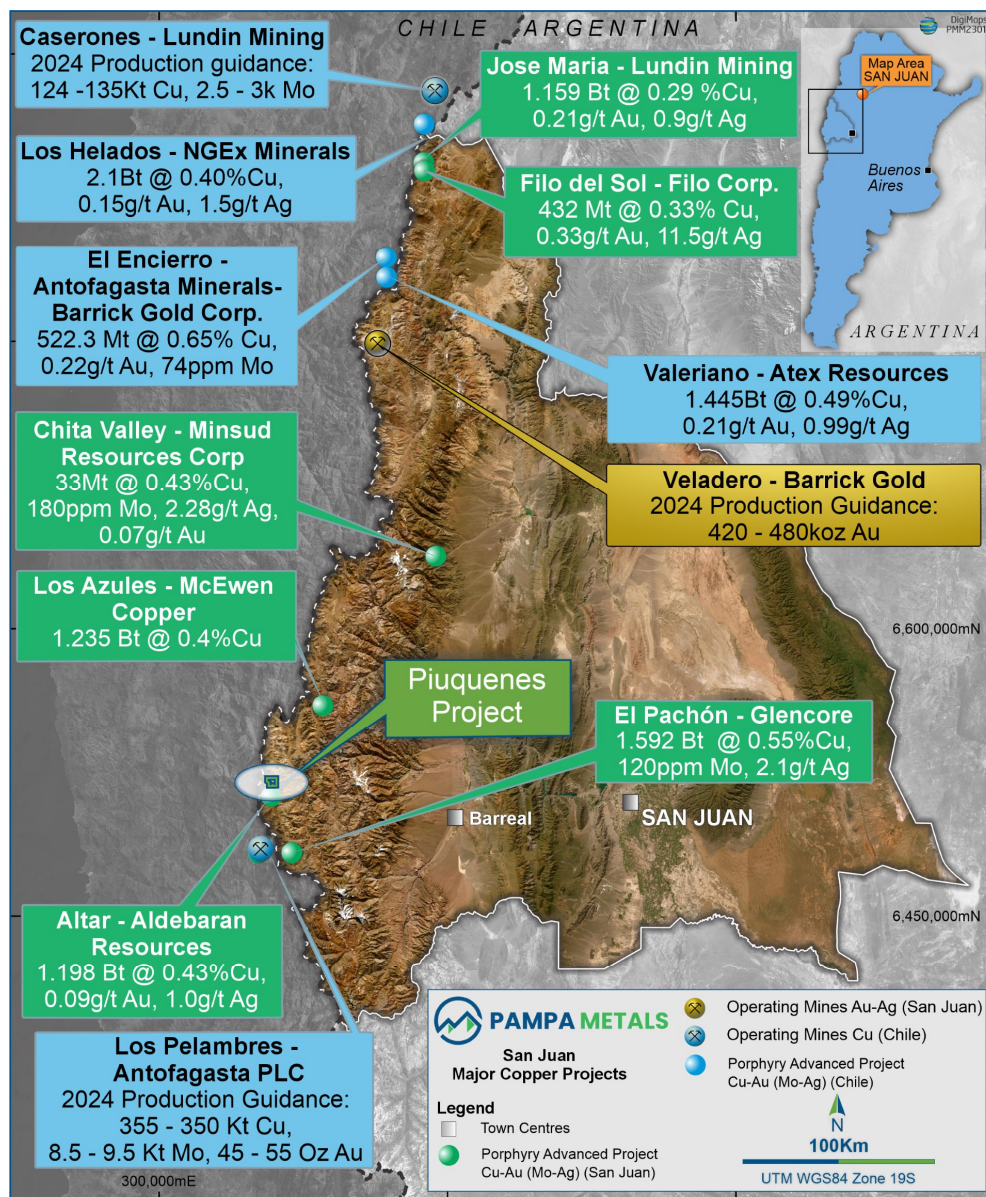 CHILE ARGENTINA
DigiMaps
PMM2301
Caserones - Lundin Mining
2024 Production guidance:
124 -135Kt Cu, 2.5 - 3k Mo
Jose Maria - Lundin Mining
1.159 Bt @ 0.29 %Cu,
0.21g/t Au, 0.9g/t Ag
Map Area
SAN JUAN
Buenos
Aires
ARGENTINA
Los Helados - NGEx Minerals
2.1Bt @ 0.40%Cu,
0.15g/t Au, 1.5g/t Ag
Filo del Sol - Filo Corp.
432 Mt @ 0.33% Cu,
0.33g/t Au, 11.5g/t Ag
El Encierro -
Antofagasta Minerals-
Barrick Gold Corp.
522.3 Mt @ 0.65% Cu,
0.22g/t Au, 74ppm Mo
Valeriano - Atex Resources
1.445Bt @ 0.49%Cu,
0.21g/t Au, 0.99g/t Ag
Chita Valley - Minsud
Resources Corp
33Mt @ 0.43%Cu,
180ppm Mo, 2.28g/t Ag,
0.07g/t Au
Veladero - Barrick Gold
2024 Production Guidance:
420 - 480koz Au
Los Azules - McEwen
Copper
1.235 Bt @ 0.4%Cu
6,600,000mN
Piuquenes
Project
El Pachón - Glencore
1.592 Bt @ 0.55%Cu,
120ppm Mo, 2.1g/t Ag
Barreal
SAN JUAN
Altar - Aldebaran
Resources
1.198 Bt @ 0.43%Cu,
0.09g/t Au, 1.0g/t Ag
6,450,000mN
Los Pelambres -
Antofagasta PLC
2024 Production Guidance:
355 - 350 Kt Cu,
8.5 - 9.5 Kt Mo, 45 - 55 Oz Au
300,000mE
PAMPA METALS
San Juan
Major Copper Projects
Legend
Town Centres
Porphyry Advanced Project
Cu-Au (Mo-Ag) (San Juan)
Operating Mines Au-Ag (San Juan)
Operating Mines Cu (Chile)
Porphyry Advanced Project
Cu-Au (Mo-Ag) (Chile)
N
100Km
UTM WGS84 Zone 19S